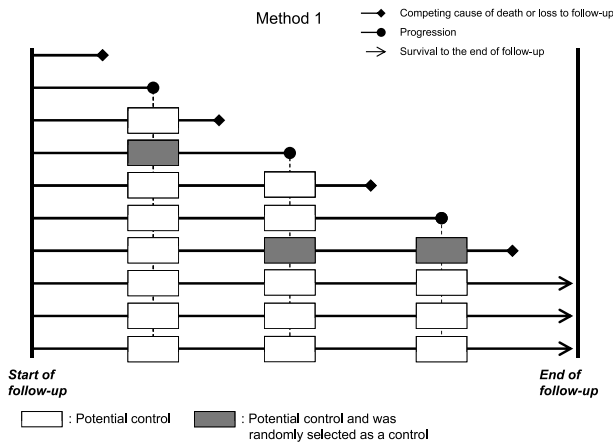 Method 1
Competing cause of death or loss to follow-up
Progression
Survival to the end of follow-up
Start of
follow-up
End of
follow-up
: Potential control
: Potential control and was
randomly selected as a control